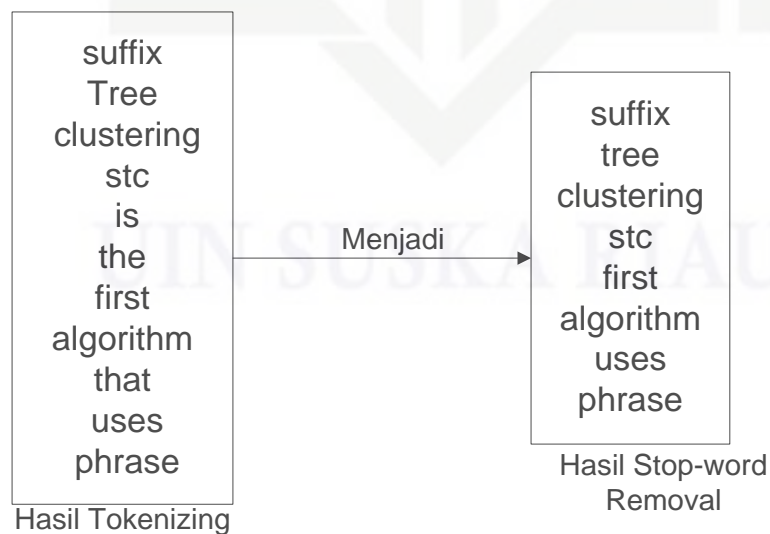 suffix
Tree
clustering
stc
is
the
first
algorithm
that
uses
phrase
Hasil Tokenizing
Menjadi
suffix
tree
clustering
stc
first
algorithm
uses
phrase
Hasil Stop-word
Removal
UIN SUSKA RIAU